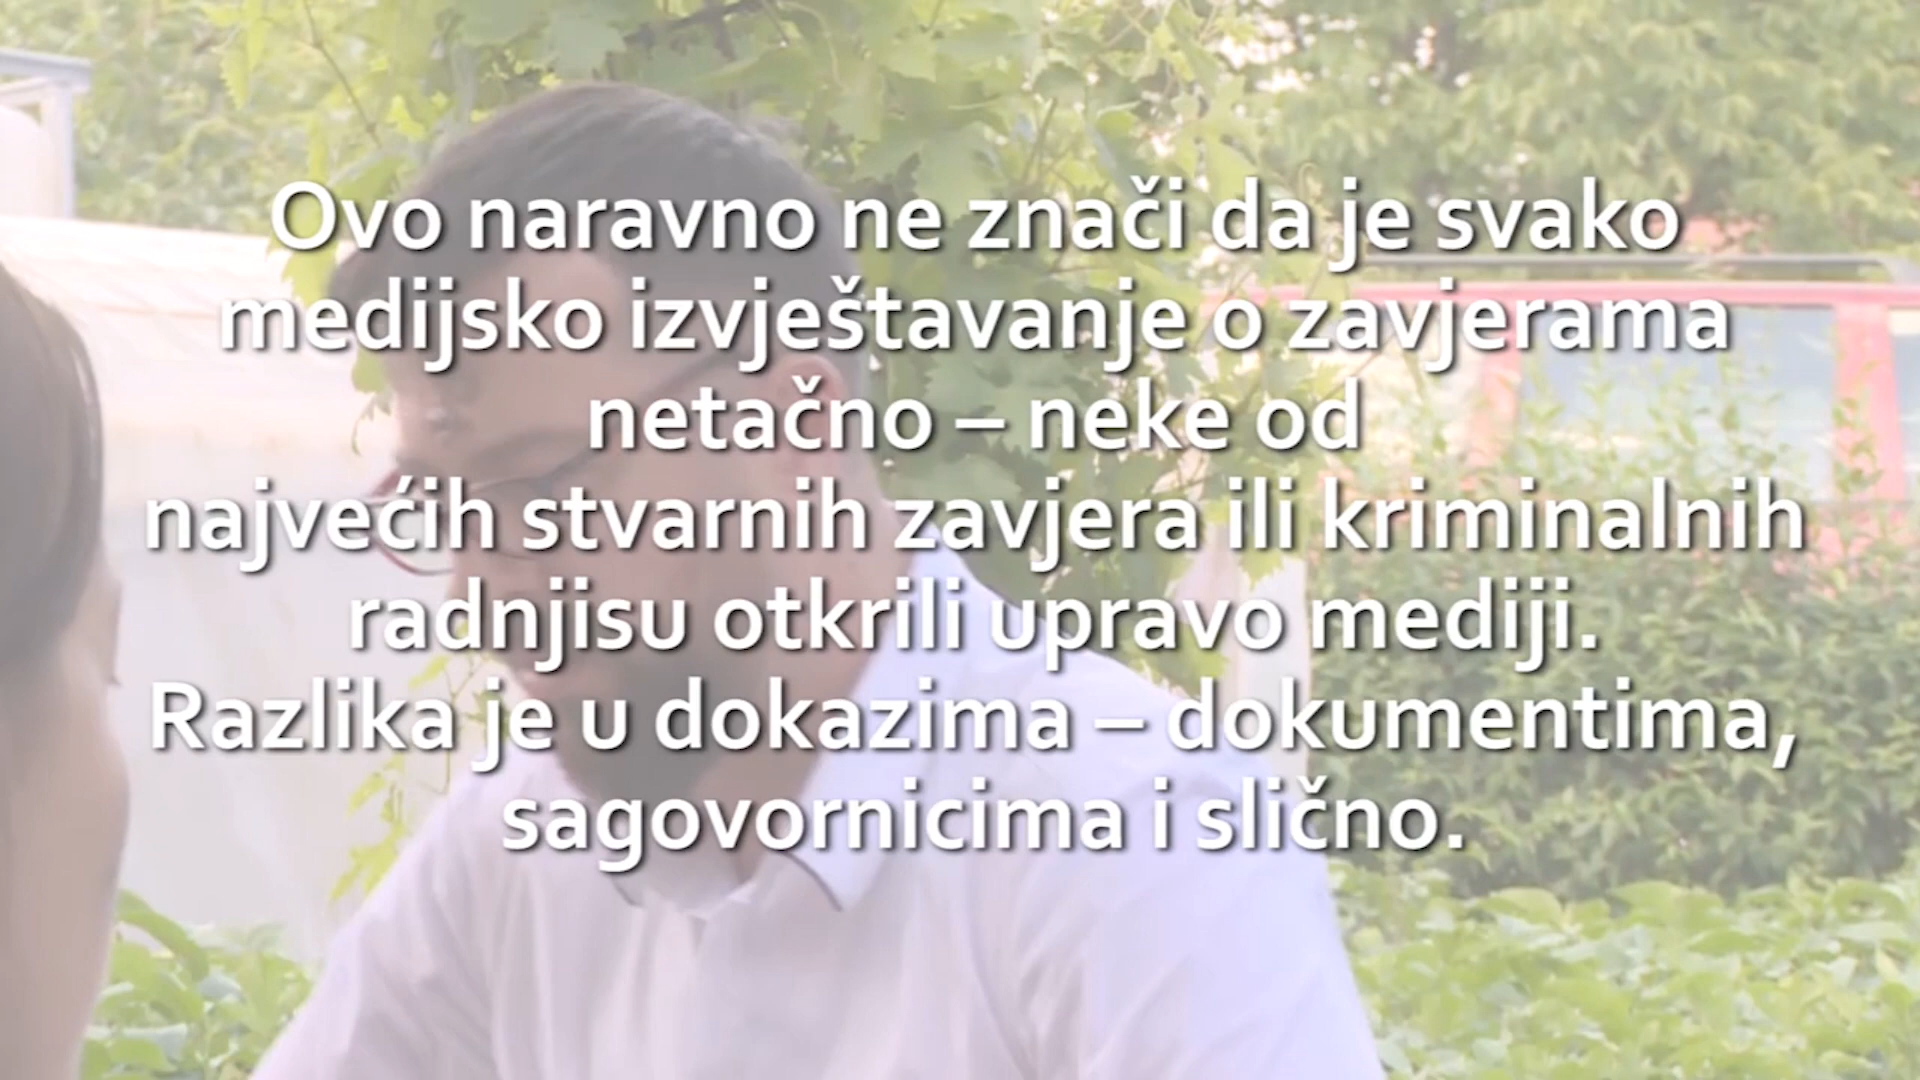 Ovo naravno ne znači da je svako
medijsko izvještavanje o zavjerama
netačno – neke od
najvećih stvarnih zavjera ili kriminalnih
radnjisu otkrili upravo mediji.
Razlika je u dokazima – dokumentima,
sagovornicima i slično.